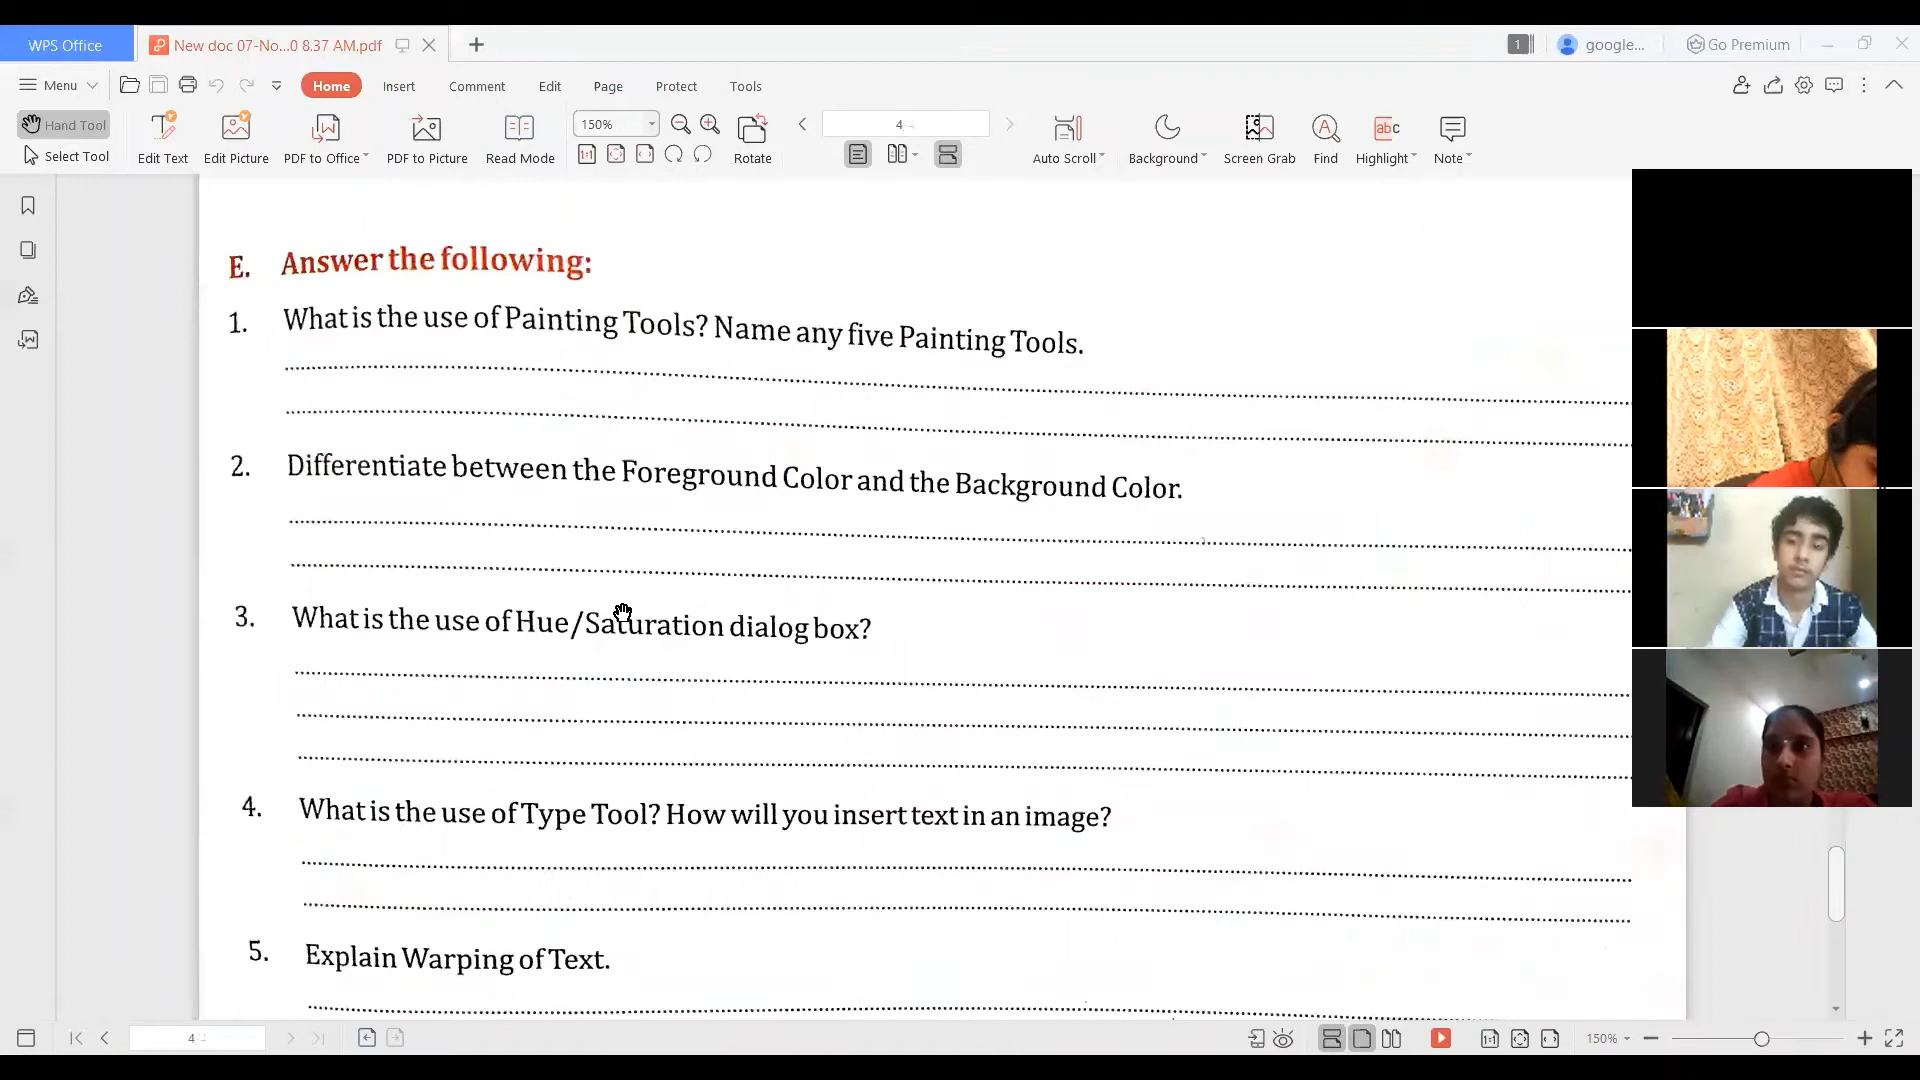 WPS Office
New doc 07-No...0 8.37 AM.pdf
1
google...
Go Premium
Menu
Home
Insert
Comment
Edit
Page
Protect
Tools
Hand Tool
Select Tool
Edit Text
Edit Picture
PDF to Office
PDF to Picture
Read Mode
150%
Rotate
4
Auto Scroll
Background
Screen Grab
Find
Highlight
Note
E. Answer the following:
1. What is the use of Painting Tools? Name any five Painting Tools.
2. Differentiate between the Foreground Color and the Background Color.
3. What is the use of Hue/Saturation dialog box?
4. What is the use of Type Tool? How will you insert text in an image?
5. Explain Warping of Text.
4
150%